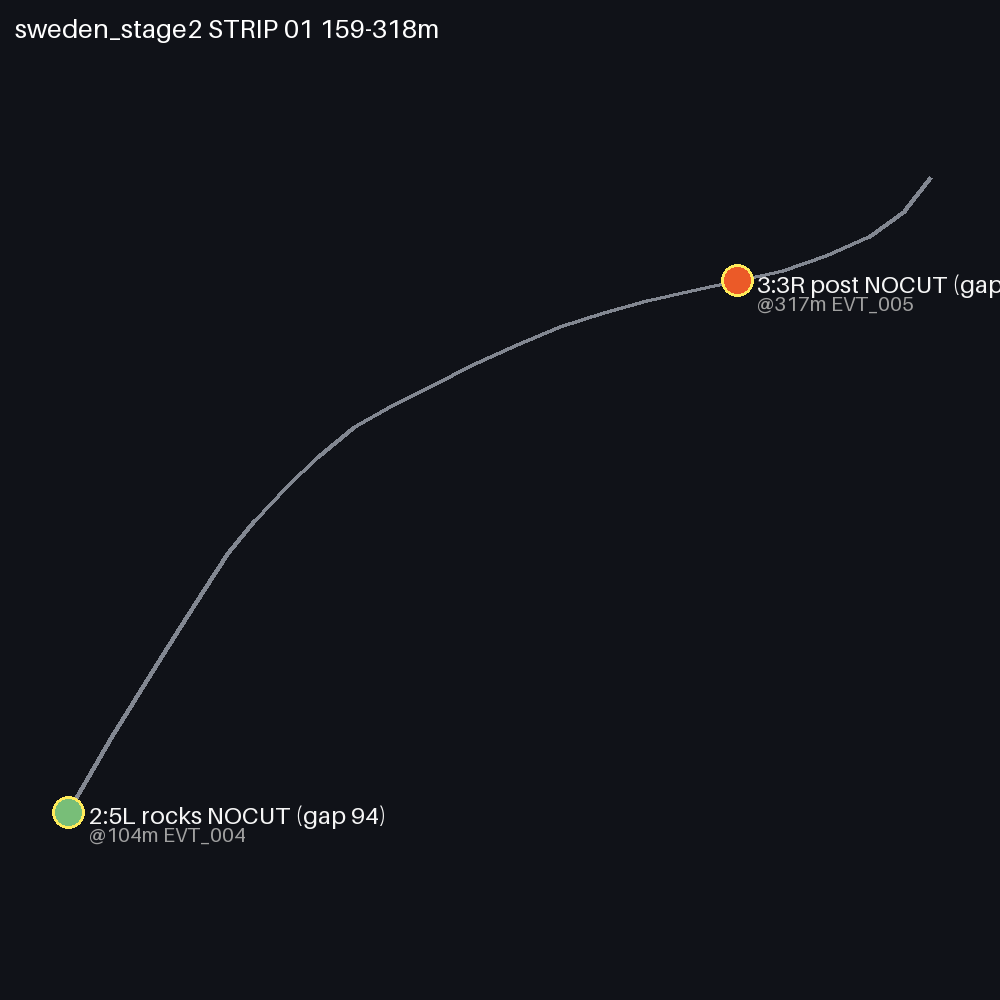 sweden_stage2 STRIP 01 159-318m
3:3R post NOCUT (gap
@317m EVT_005
2:5L rocks NOCUT (gap 94)
@104m EVT_004